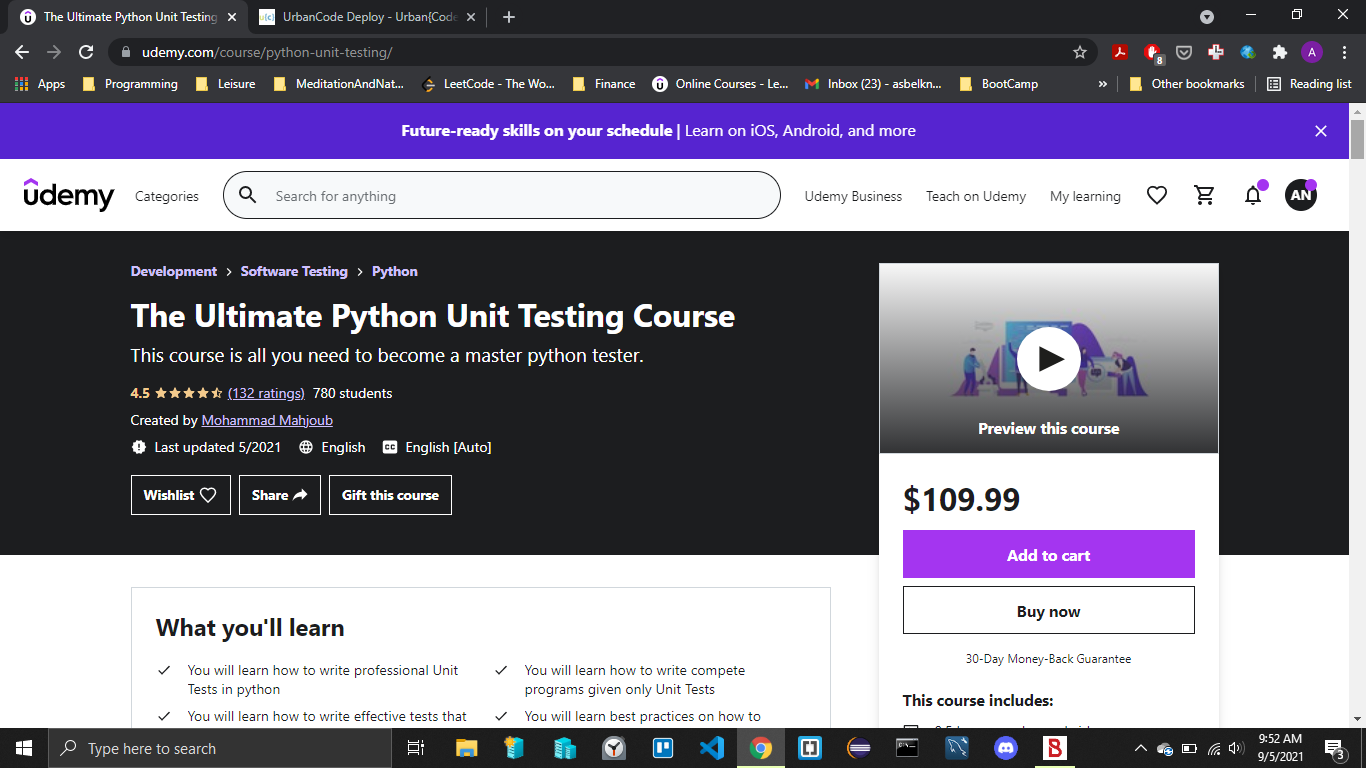 The Ultimate Python Unit Testing
UrbanCode Deploy - Urban{Code
udemy.com/course/python-unit-testing/
8
A
Apps
Programming
Leisure
MeditationAndNat...
LeetCode - The Wo...
Finance
Online Courses - Le...
Inbox (23) - asbelkn...
BootCamp
»
Other bookmarks
Reading list
Future-ready skills on your schedule | Learn on iOS, Android, and more
udemy
Categories
Search for anything
Udemy Business
Teach on Udemy
My learning
AN
Development > Software Testing > Python
The Ultimate Python Unit Testing Course
This course is all you need to become a master python tester.
4.5 (132 ratings) 780 students
Created by Mohammad Mahjoub
Last updated 5/2021 English CC English [Auto]
Wishlist
Share
Gift this course
Preview this course
$109.99
Add to cart
Buy now
30-Day Money-Back Guarantee
This course includes:
What you'll learn
You will learn how to write professional Unit
Tests in python
You will learn how to write effective tests that
You will learn how to write compete
programs given only Unit Tests
You will learn best practices on how to
Type here to search
9:52 AM
9/5/2021
3